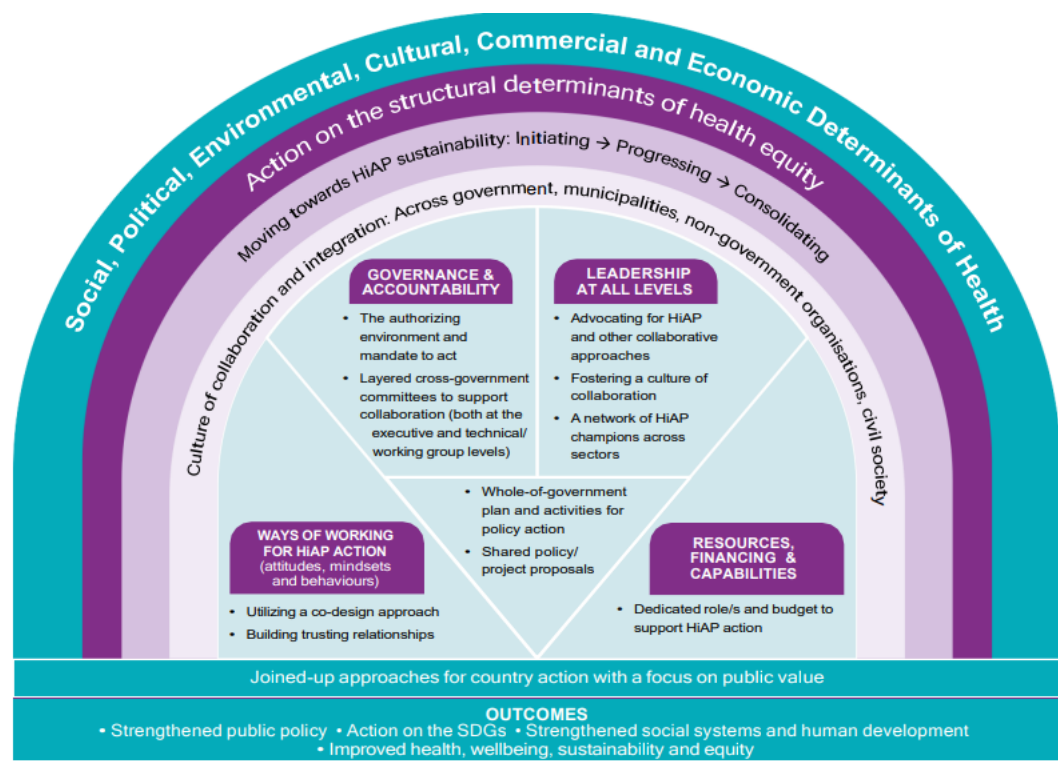 Social, Political, Environmental, Cultural, Commercial and Economic Determinants of Health
Action on the structural determinants of health equity
Moving towards HiAP sustainability: Initiating → Progressing → Consolidating
Culture of collaboration and integration: Across government, municipalities, non-government organisations, civil society
GOVERNANCE &
ACCOUNTABILITY
• The authorizing
environment and
mandate to act
• Layered cross-government
committees to support
collaboration (both at the
executive and technical/
working group levels)
LEADERSHIP
AT ALL LEVELS
• Advocating for HiAP
and other collaborative
approaches
• Fostering a culture of
collaboration
• A network of HiAP
champions across
sectors
• Whole-of-government
plan and activities for
policy action
• Shared policy/
project proposals
WAYS OF WORKING
FOR HiAP ACTION
(attitudes, mindsets
and behaviours)
• Utilizing a co-design approach
• Building trusting relationships
RESOURCES,
FINANCING &
CAPABILITIES
• Dedicated role/s and budget to
support HiAP action
Joined-up approaches for country action with a focus on public value
OUTCOMES
• Strengthened public policy • Action on the SDGs • Strengthened social systems and human development
• Improved health, wellbeing, sustainability and equity